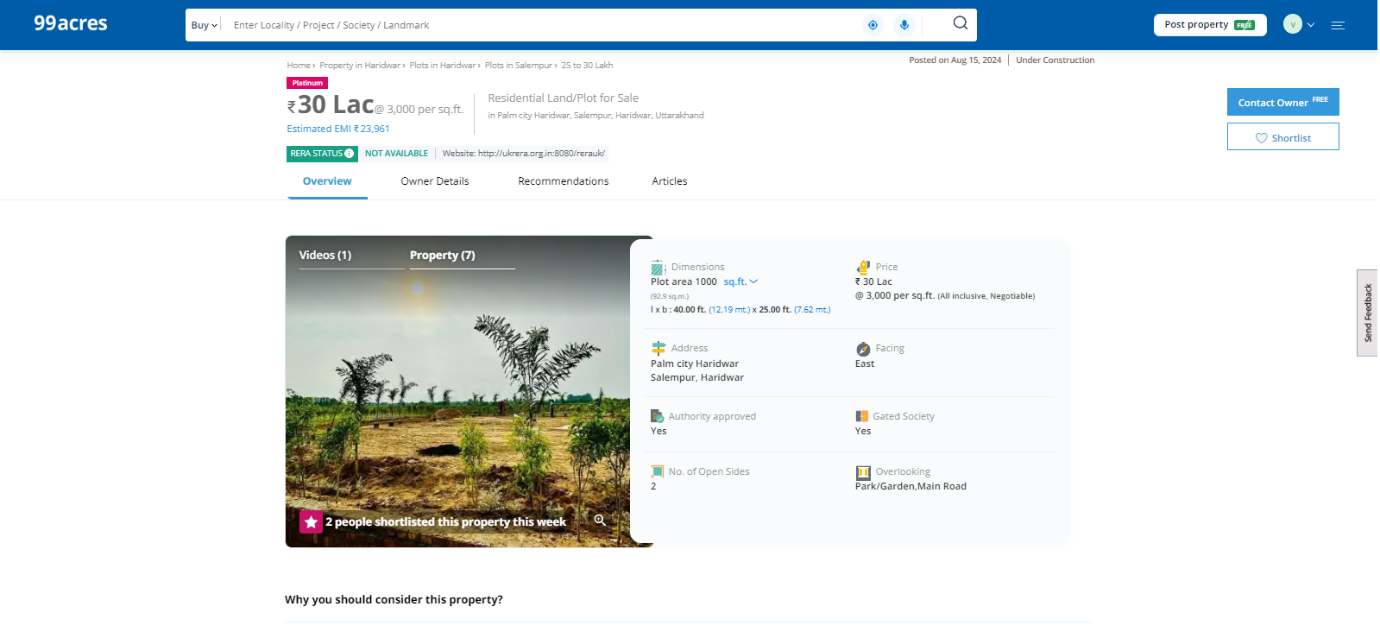 99acres
Buy
Enter Locality / Project / Society / Landmark
Post property FREE
v
Home› Property in Haridwar› Plots in Haridwar› Plots in Salempur› 25 to 30 Lakh
Posted on Aug 15, 2024 | Under Construction
Platinum
₹30 Lac @ 3,000 per sq.ft.
Estimated EMI ₹ 23,961
Residential Land/Plot for Sale
in Palm city Haridwar, Salempur, Haridwar, Uttarakhand
Contact Owner FREE
Shortlist
RERA STATUS NOT AVAILABLE Website: http://ukrera.org.in:8080/rerauk/
Overview Owner Details Recommendations Articles
Videos (1) Property (7)
2 people shortlisted this property this week
Dimensions
Plot area 1000 sq.ft.
(92.9 sq.m.)
l x b : 40.00 ft. (12.19 mt.) x 25.00 ft. (7.62 mt.)
Price
₹ 30 Lac
@ 3,000 per sq.ft. (All inclusive, Negotiable)
Address
Palm city Haridwar
Salempur, Haridwar
Facing
East
Authority approved
Yes
Gated Society
Yes
No. of Open Sides
2
Overlooking
Park/Garden,Main Road
Send Feedback
Why you should consider this property?